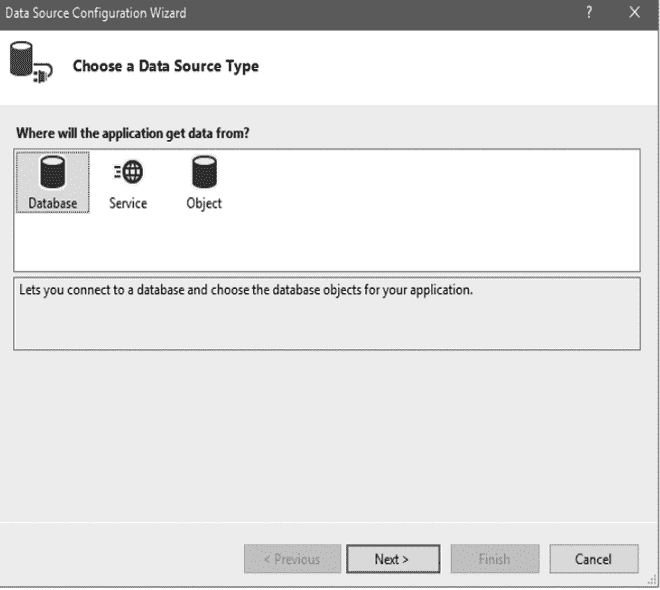 Data Source Configuration Wizard ? X
Choose a Data Source Type
Where will the application get data from?
Database Service Object
Lets you connect to a database and choose the database objects for your application.
< Previous Next > Finish Cancel